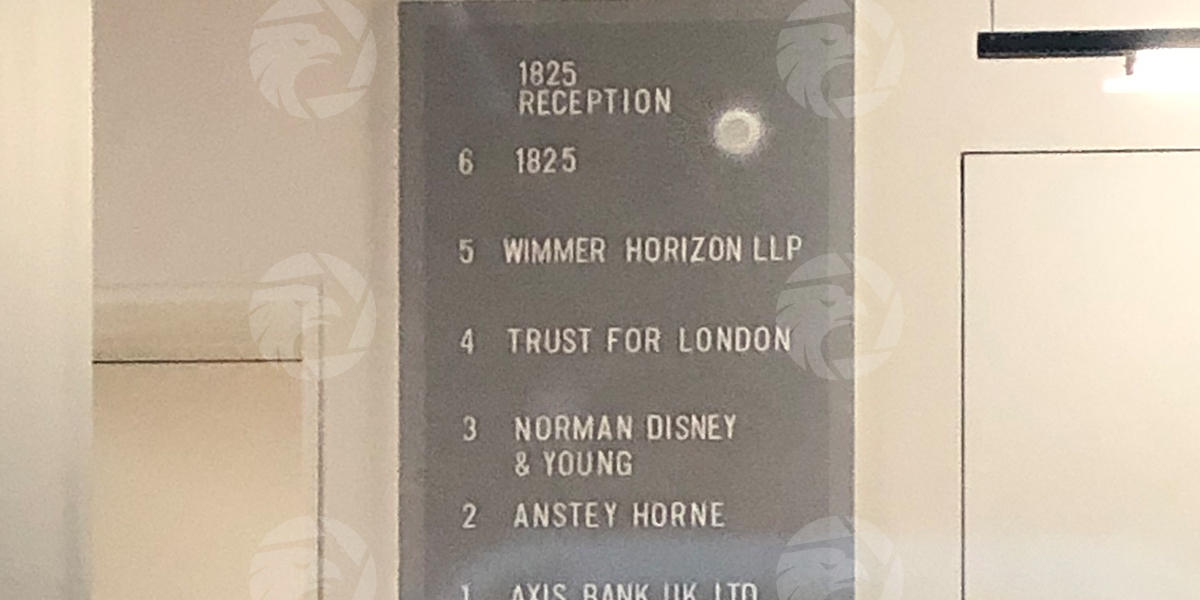 1825
RECEPTION
6 1825
5 WIMMER HORIZON LLP
4 TRUST FOR LONDON
3 NORMAN DISNEY
& YOUNG
2 ANSTEY HORNE
1 AXIS BANK UK LTD